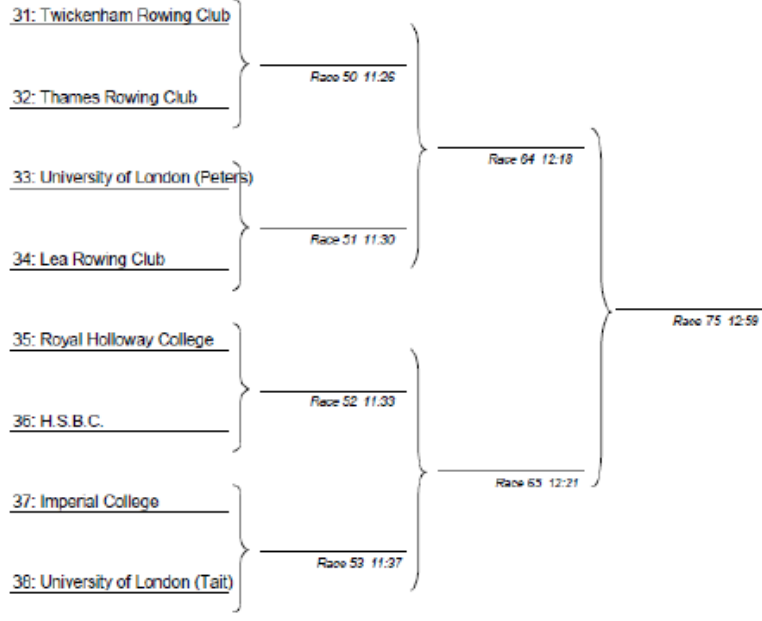 31: Twickenham Rowing Club
Race 50 11:26
32: Thames Rowing Club
Race 64 12:18
33: University of London (Peters)
Race 51 11:30
34: Lea Rowing Club
Race 75 12:59
35: Royal Holloway College
Race 52 11:33
36: H.S.B.C.
Race 65 12:21
37: Imperial College
Race 53 11:37
38: University of London (Tait)